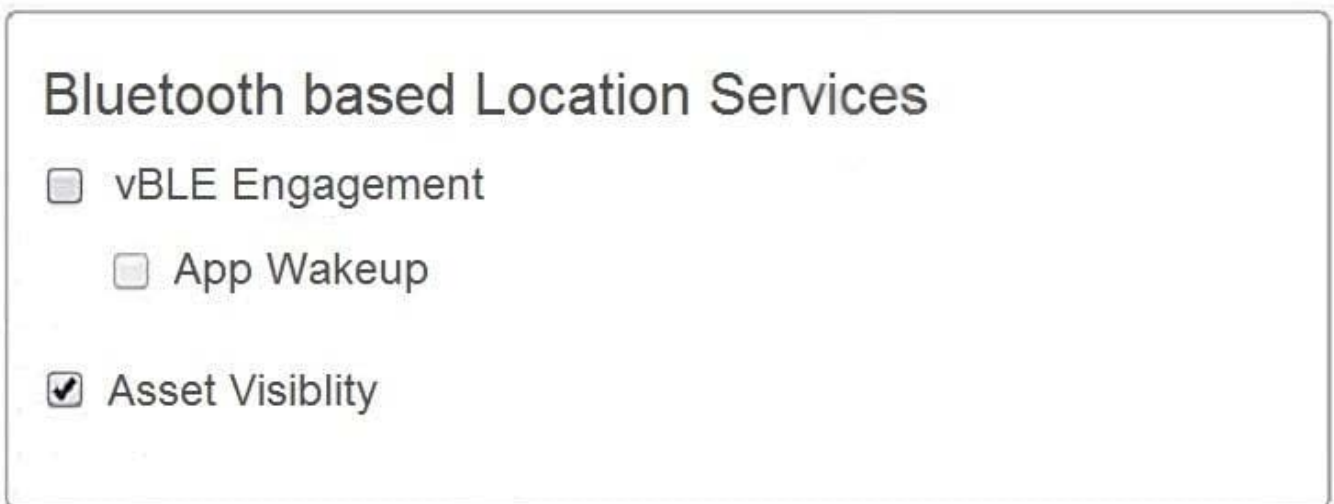 Bluetooth based Location Services
vBLE Engagement
App Wakeup
Asset Visiblity